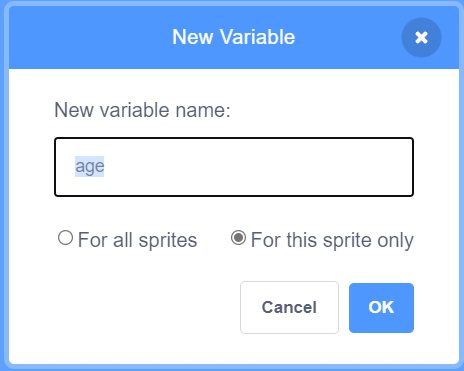 New Variable
New variable name:
age
For all sprites For this sprite only
Cancel OK